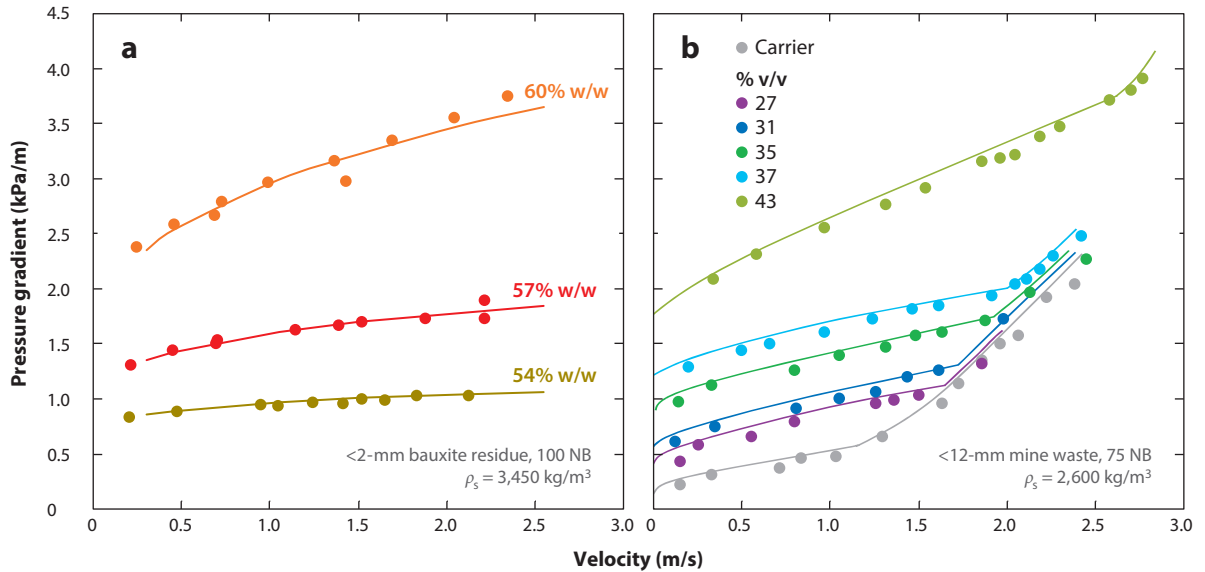 a
60% w/w
57% w/w
54% w/w
<2-mm bauxite residue, 100 NB
ρs = 3,450 kg/m³
4.5
4.0
3.5
3.0
2.5
2.0
1.5
1.0
0.5
0
Pressure gradient (kPa/m)
0
0.5
1.0
1.5
2.0
2.5
3.0
b
Carrier
% v/v
27
31
35
37
43
<12-mm mine waste, 75 NB
ρs = 2,600 kg/m³
0
0.5
1.0
1.5
2.0
2.5
3.0
Velocity (m/s)